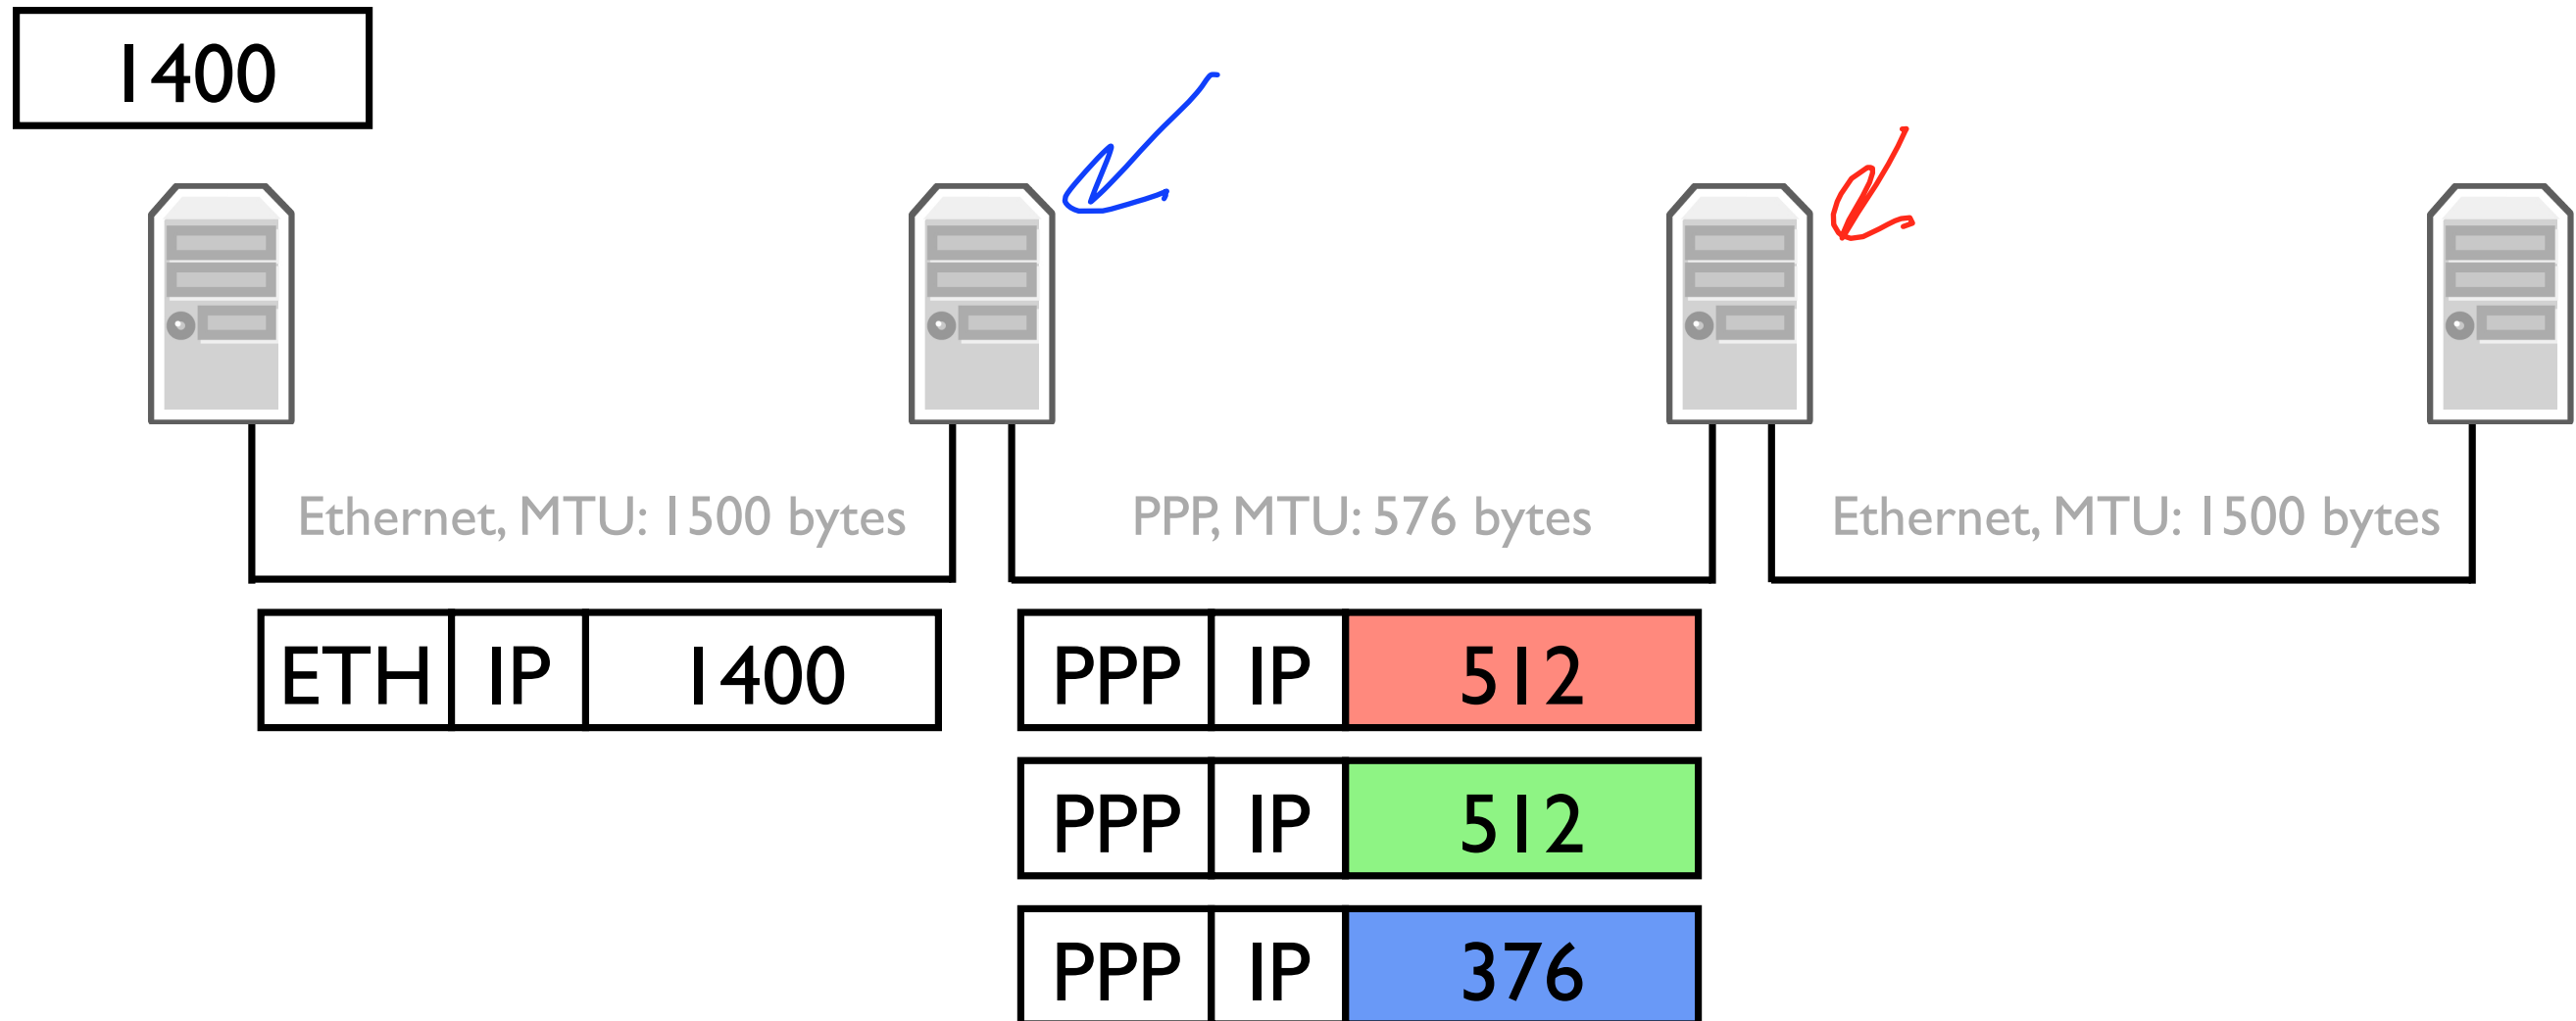 1400
Ethernet, MTU: 1500 bytes
PPP, MTU: 576 bytes
Ethernet, MTU: 1500 bytes
ETH IP 1400
PPP IP 512
PPP IP 512
PPP IP 376